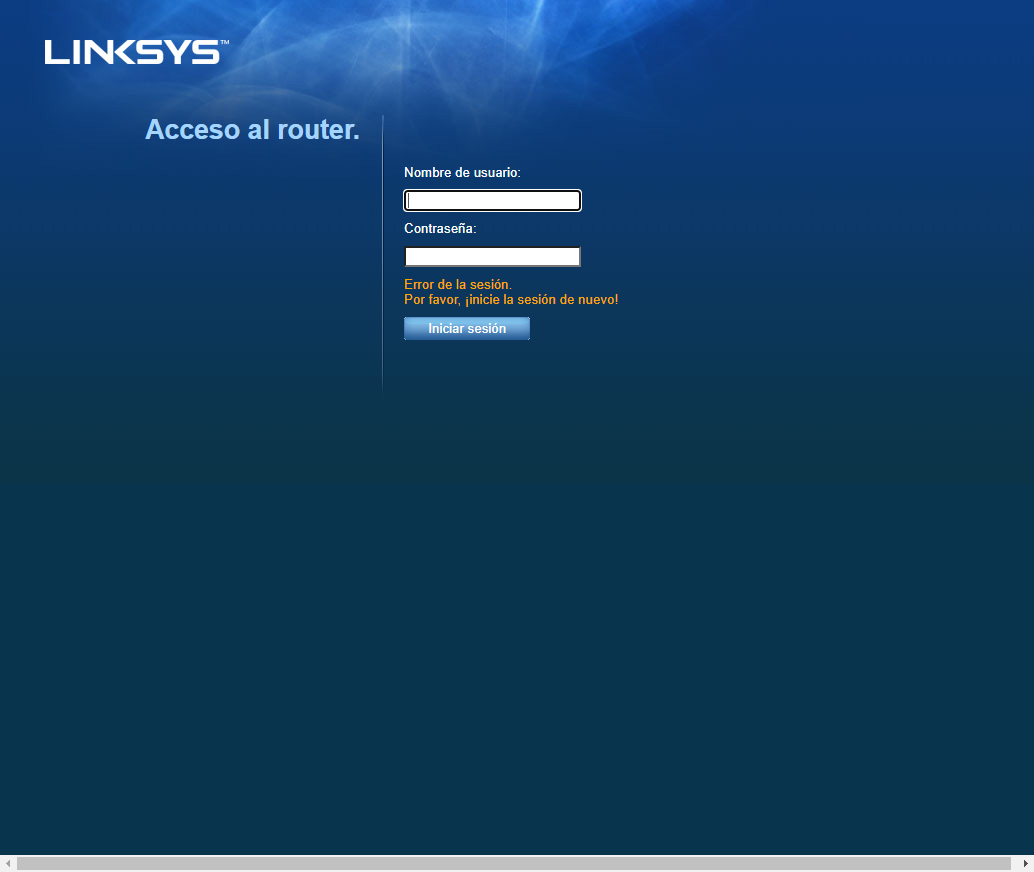 LINKSYS™
Acceso al router.
Nombre de usuario:
Contraseña:
Error de la sesión.
Por favor, ¡inicie la sesión de nuevo!
Iniciar sesión